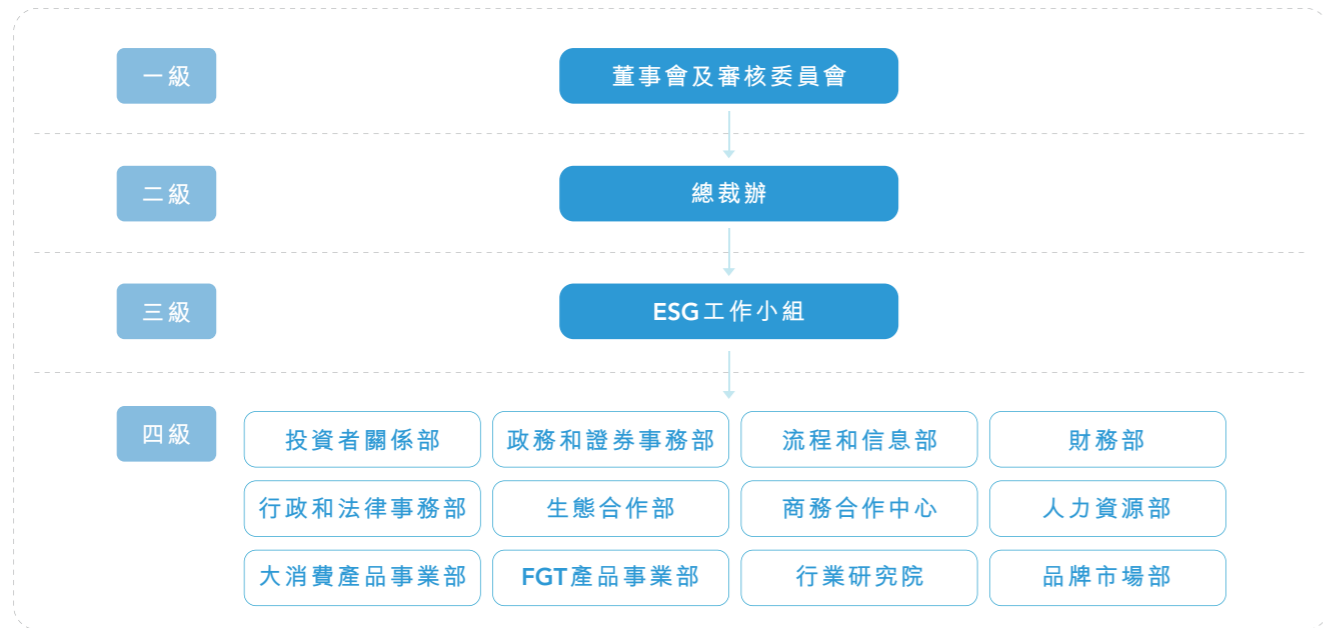 一級
董事會及審核委員會
二級
總裁辦
三級
ESG工作小組
四級
投資者關係部
政務和證券事務部
流程和信息部
財務部
行政和法律事務部
生態合作部
商務合作中心
人力資源部
大消費產品事業部
FGT產品事業部
行業研究院
品牌市場部